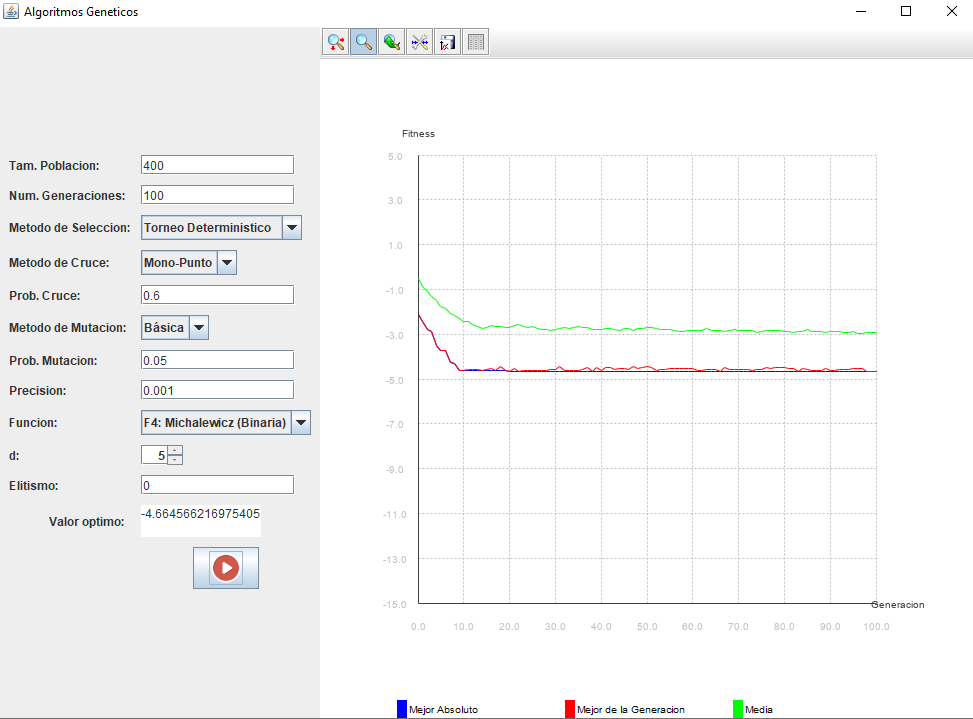 Algoritmos Geneticos
Tam. Poblacion: 400
Num. Generaciones: 100
Metodo de Seleccion: Torneo Deterministico
Metodo de Cruce: Mono-Punto
Prob. Cruce: 0.6
Metodo de Mutacion: Básica
Prob. Mutacion: 0.05
Precision: 0.001
Funcion: F4: Michalewicz (Binaria)
d: 5
Elitismo: 0
Valor optimo: -4.664566216975405
Fitness
5.0
3.0
1.0
-1.0
-3.0
-5.0
-7.0
-9.0
-11.0
-13.0
-15.0
Generacion
0.0 10.0 20.0 30.0 40.0 50.0 60.0 70.0 80.0 90.0 100.0
Mejor Absoluto Mejor de la Generacion Media